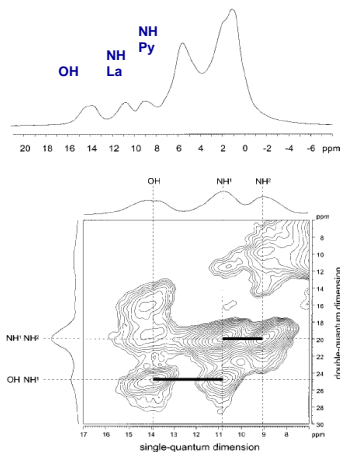 NH
Py
NH
OH
La
20 18 16 14 12 10 8 6 4 2 0 -2 -4 -6 ppm
OH NH¹ NH²
ppm
8
10
12
14
16
18
NH¹ NH²
20
22
24
OH NH¹
26
28
30
double-quantum dimension
17 16 15 14 13 12 11 10 9 8 ppm
single-quantum dimension